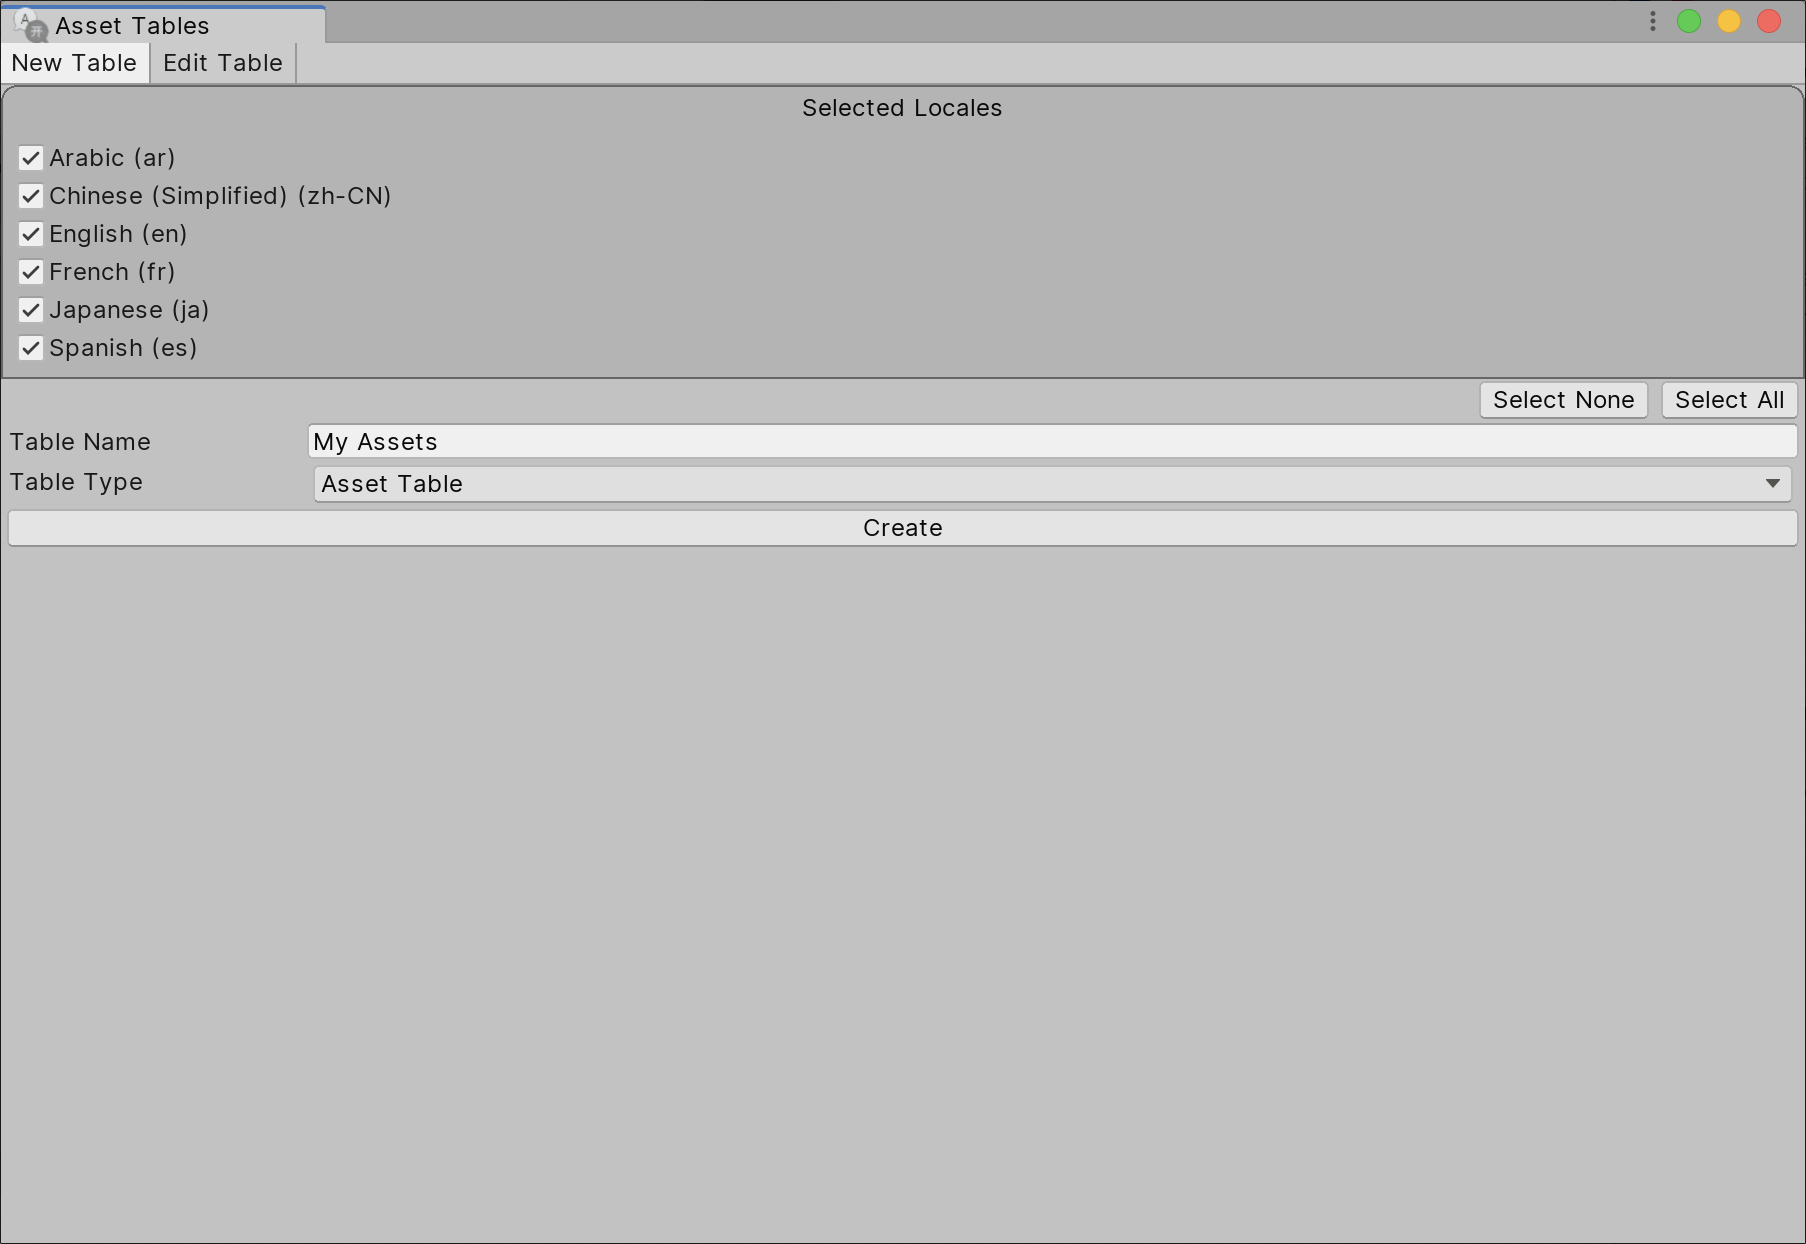 Asset Tables
New Table
Edit Table
Selected Locales
Arabic (ar)
Chinese (Simplified) (zh-CN)
English (en)
French (fr)
Japanese (ja)
Spanish (es)
Select None
Select All
Table Name
My Assets
Table Type
Asset Table
Create